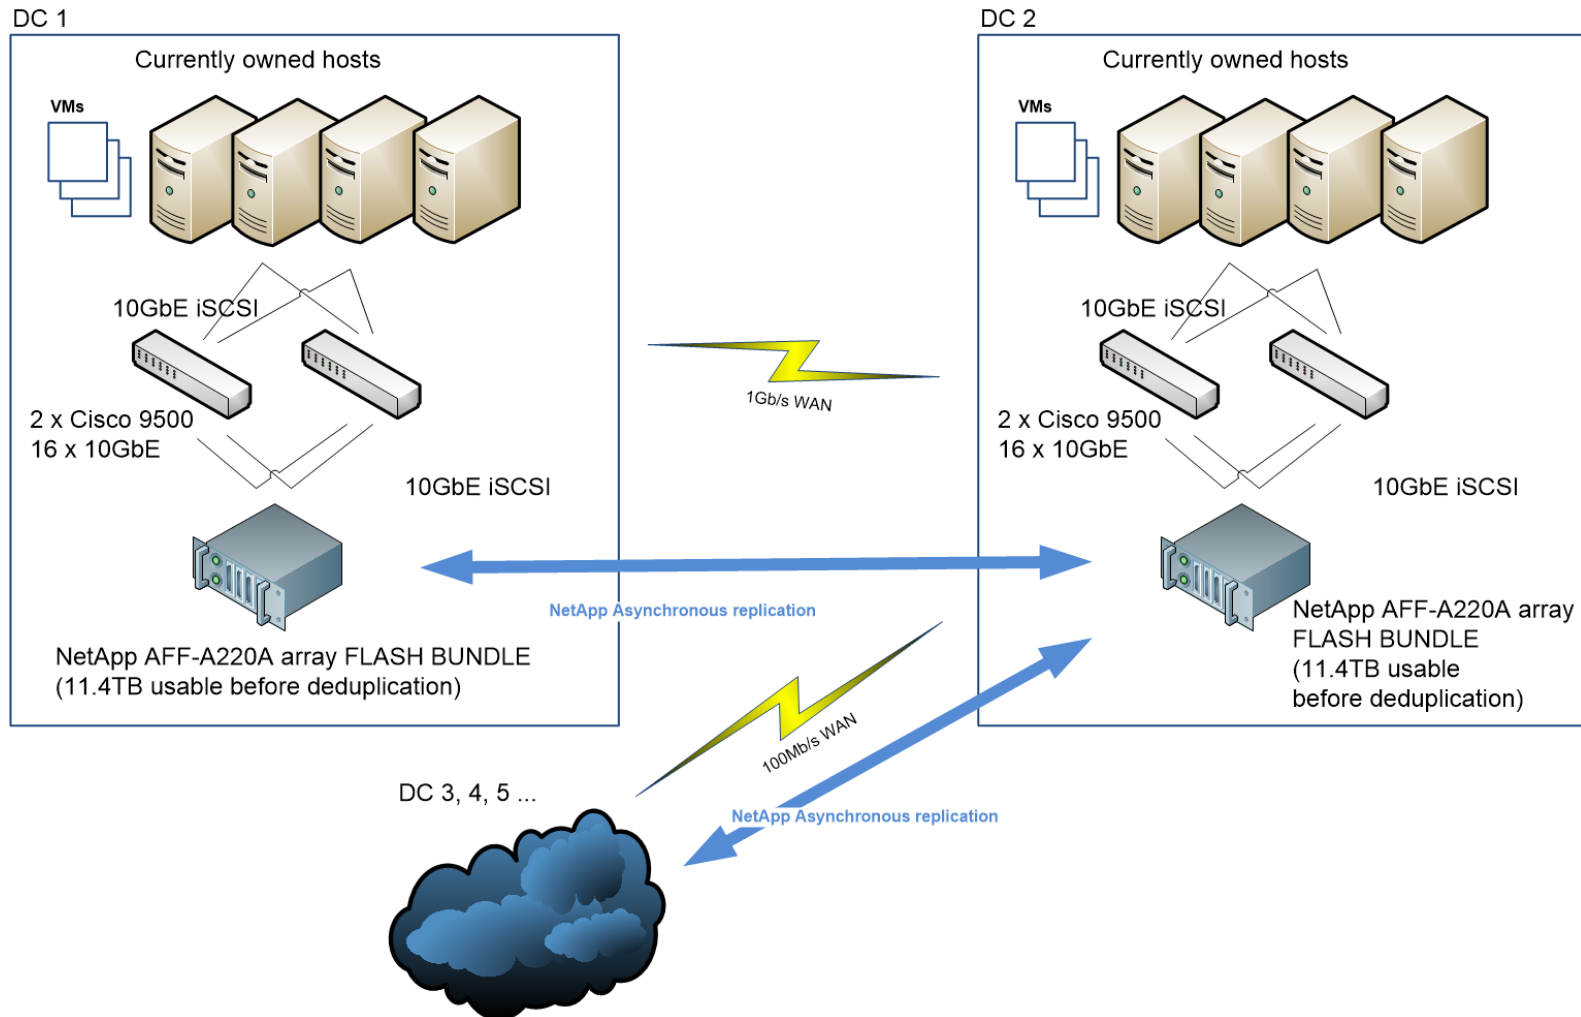 DC 1
Currently owned hosts
VMs
10GbE iSCSI
2 x Cisco 9500
16 x 10GbE
10GbE iSCSI
NetApp AFF-A220A array FLASH BUNDLE
(11.4TB usable before deduplication)
1Gb/s WAN
NetApp Asynchronous replication
DC 2
Currently owned hosts
VMs
10GbE iSCSI
2 x Cisco 9500
16 x 10GbE
10GbE iSCSI
NetApp AFF-A220A array
FLASH BUNDLE
(11.4TB usable
before deduplication)
100Mb/s WAN
NetApp Asynchronous replication
DC 3, 4, 5 ...